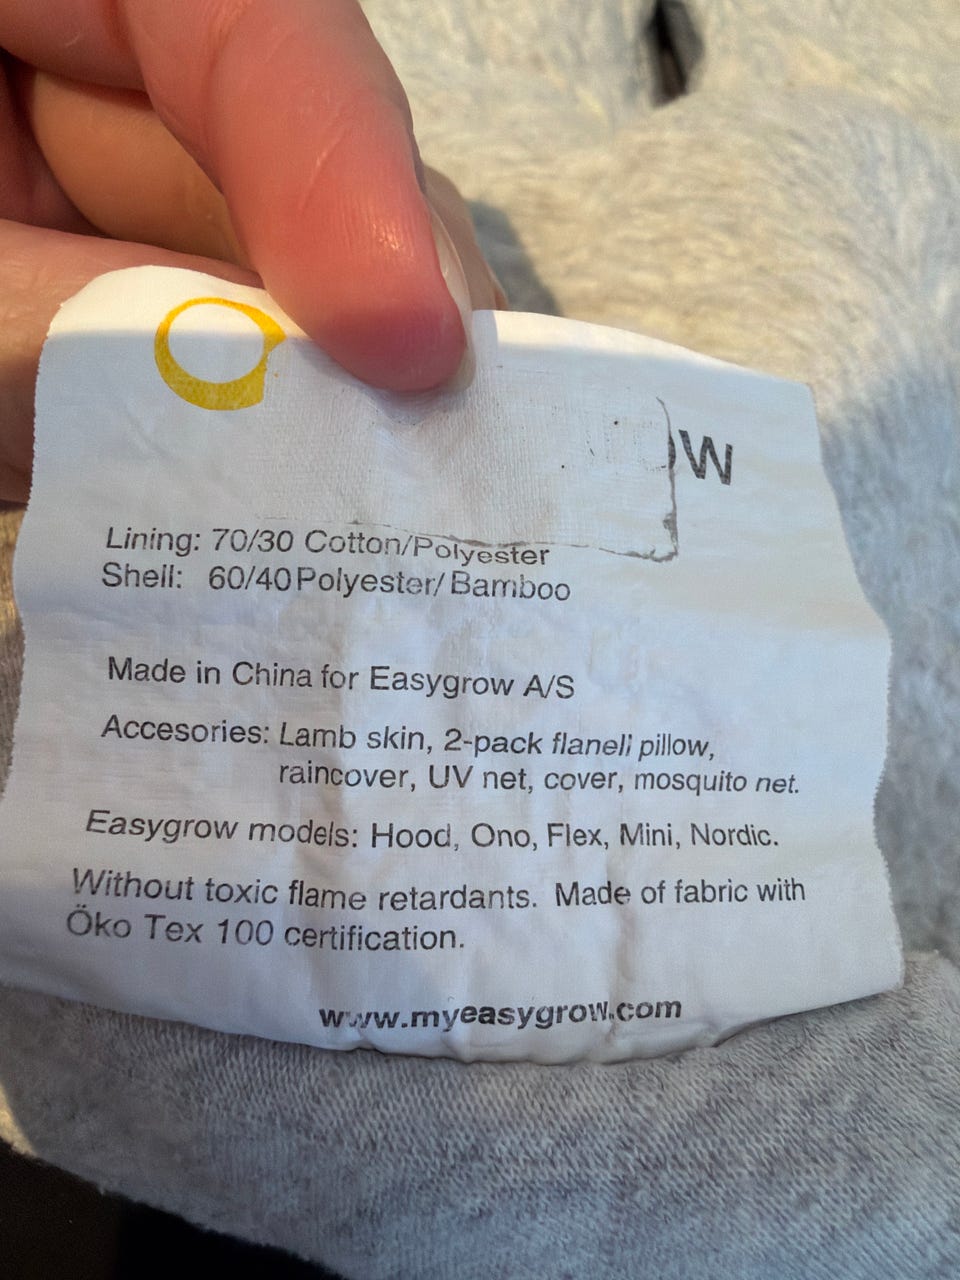 W
Lining: 70/30 Cotton/Polyester
Shell: 60/40 Polyester/Bamboo
Made in China for Easygrow A/S
Accesories: Lamb skin, 2-pack flanell pillow,
raincover, UV net, cover, mosquito net.
Easygrow models: Hood, Ono, Flex, Mini, Nordic.
Without toxic flame retardants. Made of fabric with
Öko Tex 100 certification.
www.myeasygrow.com